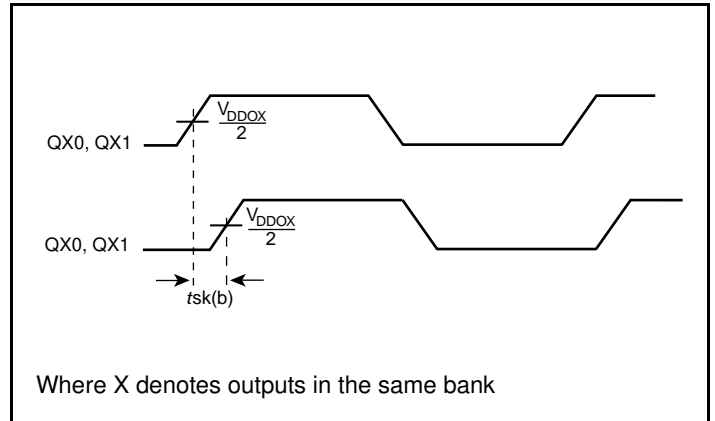 QX0, QX1
VDDOX
2
QX0, QX1
VDDOX
2
tsk(b)
Where X denotes outputs in the same bank